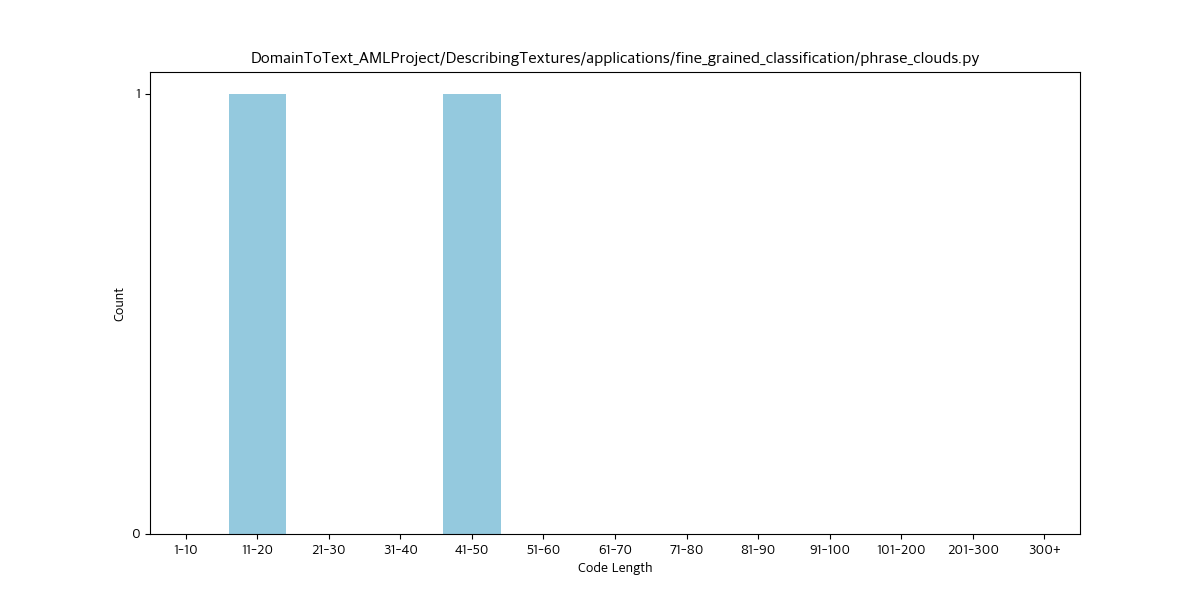 DomainToText_AMLProject/DescribingTextures/applications/fine_grained_classification/phrase_clouds.py
1
Count
0
1-10 11-20 21-30 31-40 41-50 51-60 61-70 71-80 81-90 91-100 101-200 201-300 300+
Code Length